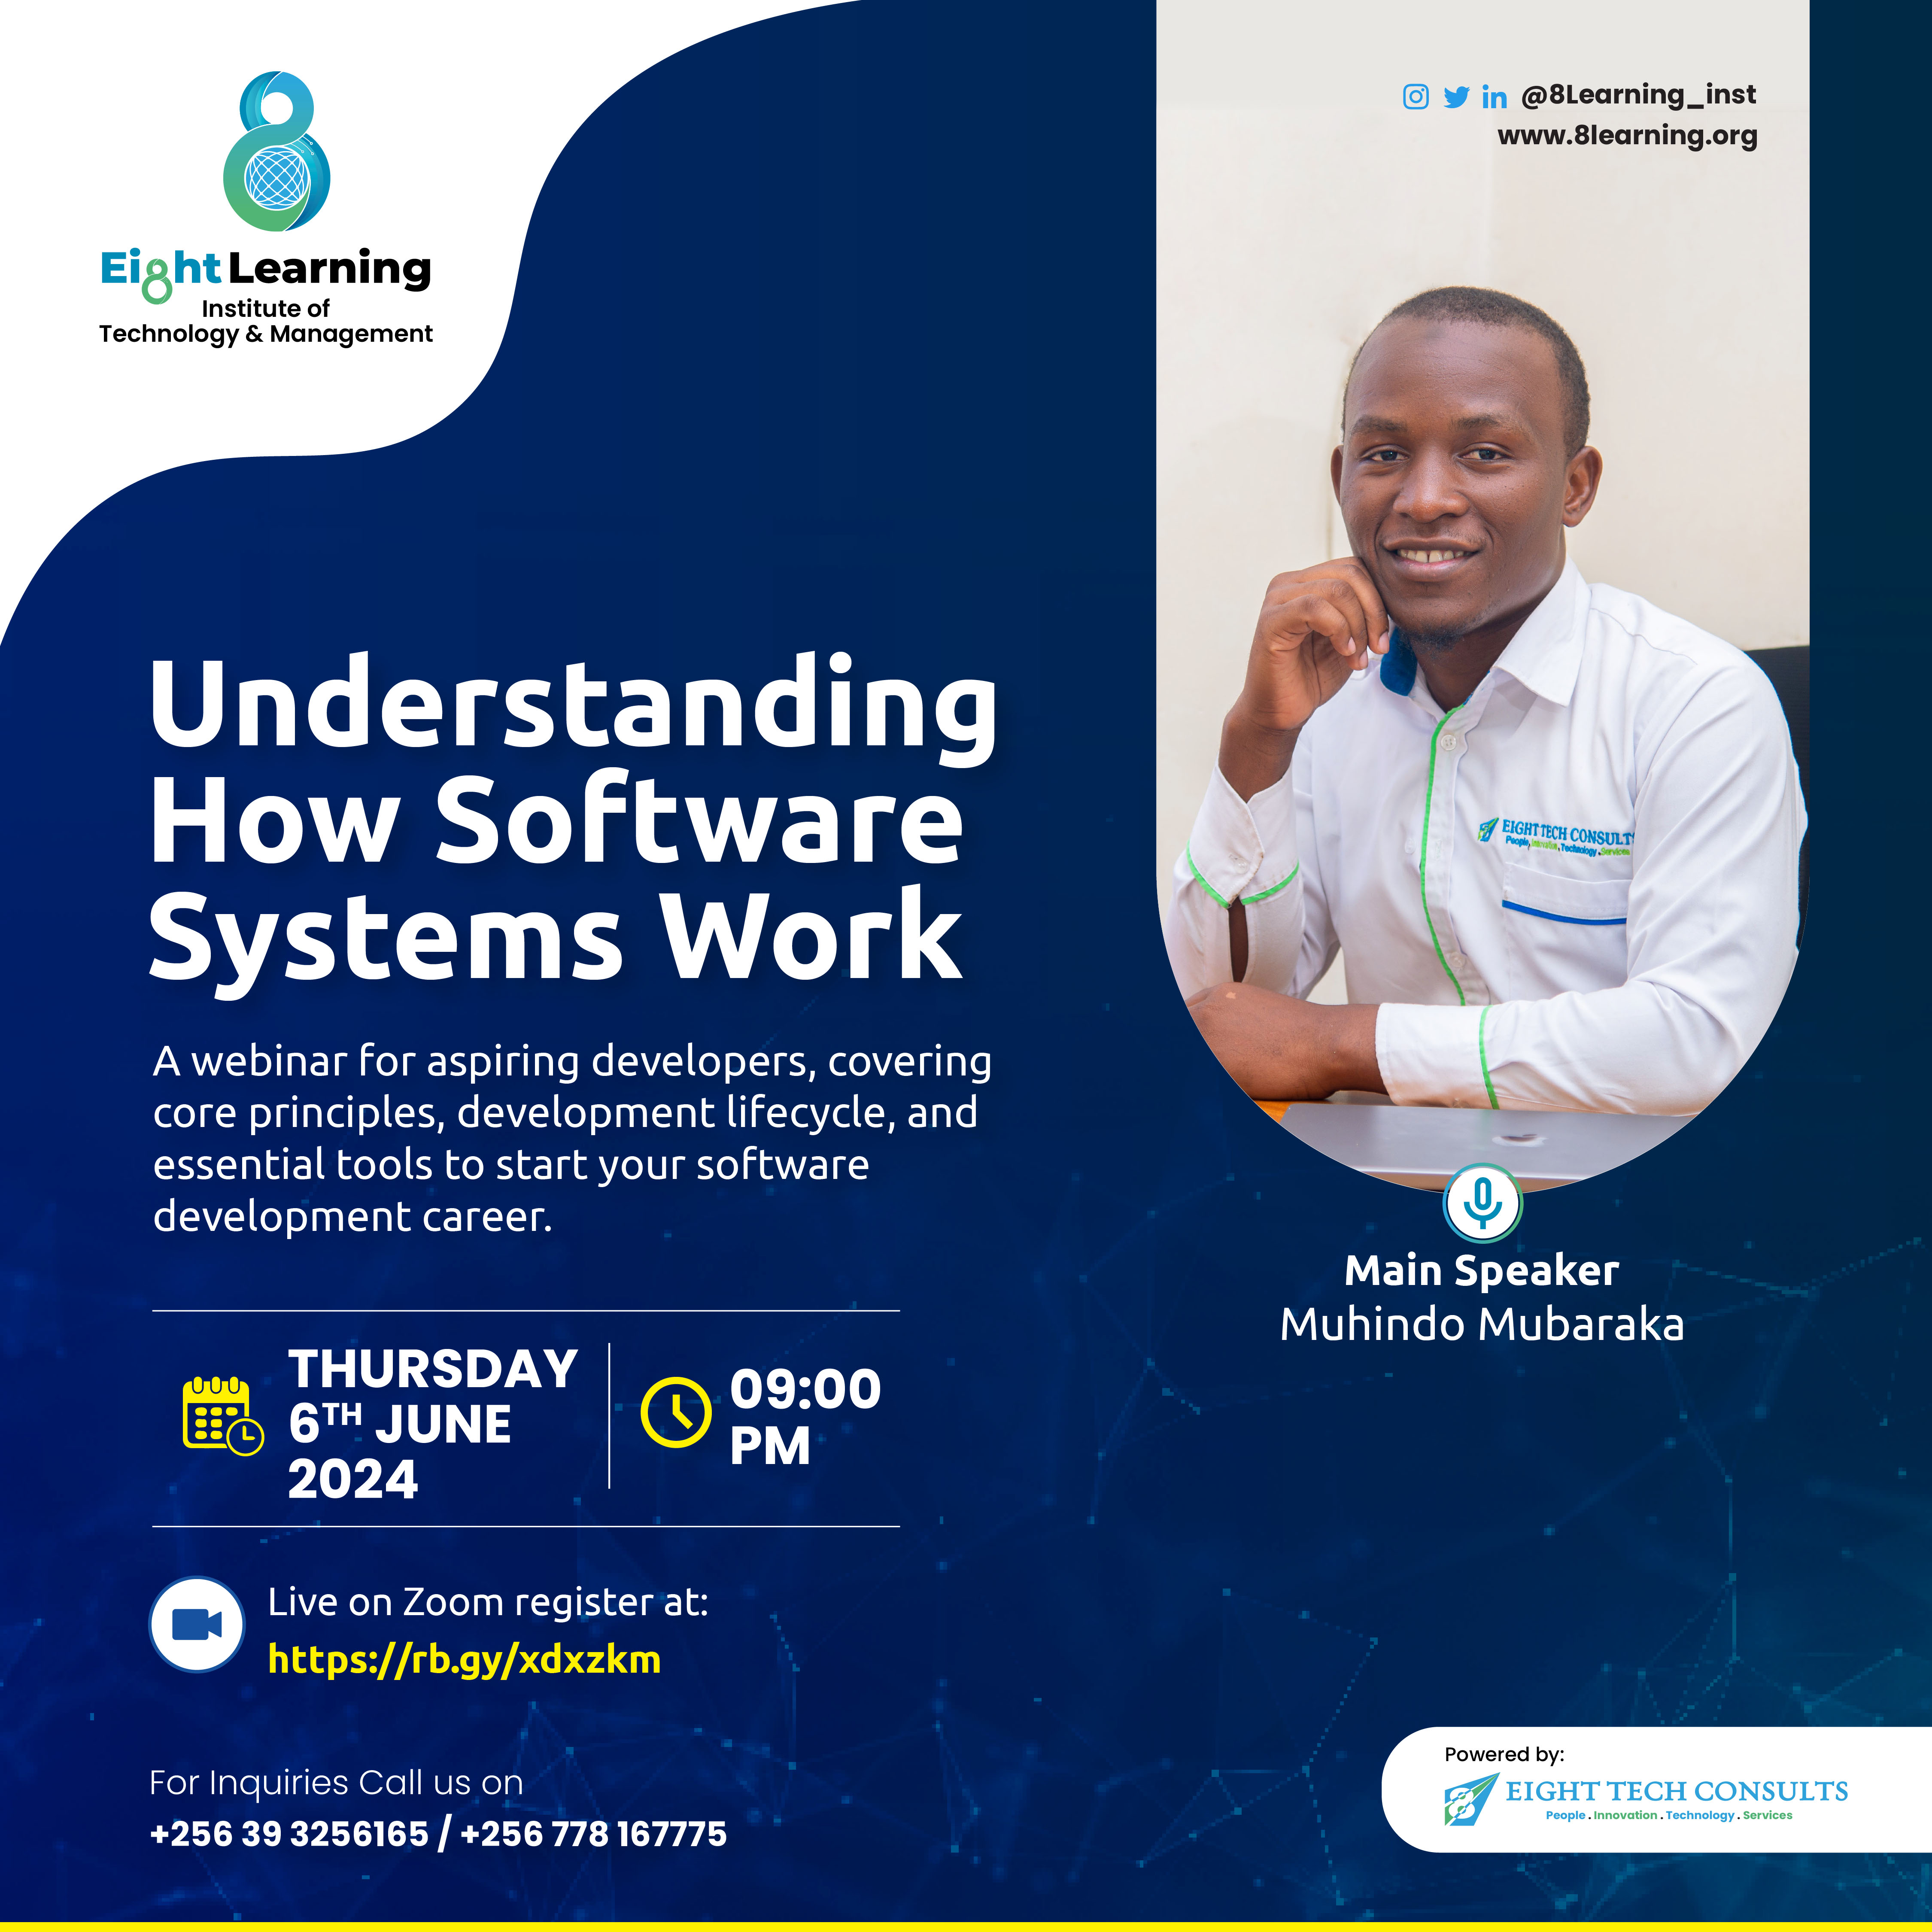 Eight Learning
Institute of
Technology & Management
@8Learning_inst
www.8learning.org
Understanding
How Software
Systems Work
A webinar for aspiring developers, covering
core principles, development lifecycle, and
essential tools to start your software
development career.
EIGHT TECH CONSULTS
People, Innovation, Technology, Services
Main Speaker
Muhindo Mubaraka
THURSDAY
6TH JUNE
2024
09:00
PM
Live on Zoom register at:
https://rb.gy/xdxzkm
For Inquiries Call us on
+256 39 3256165 / +256 778 167775
Powered by:
EIGHT TECH CONSULTS
People . Innovation . Technology . Services